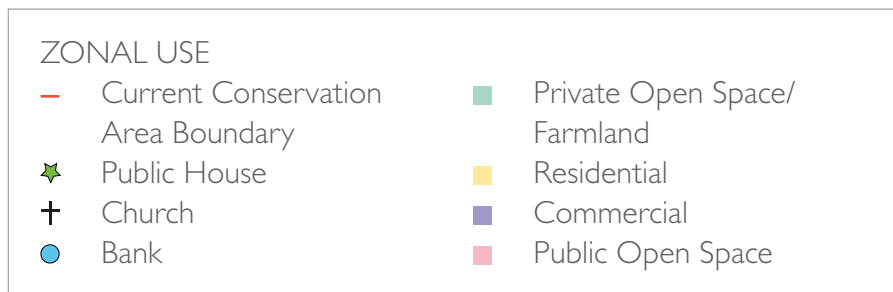 ZONAL USE
Current Conservation
Area Boundary
Public House
Church
Bank
Private Open Space/
Farmland
Residential
Commercial
Public Open Space